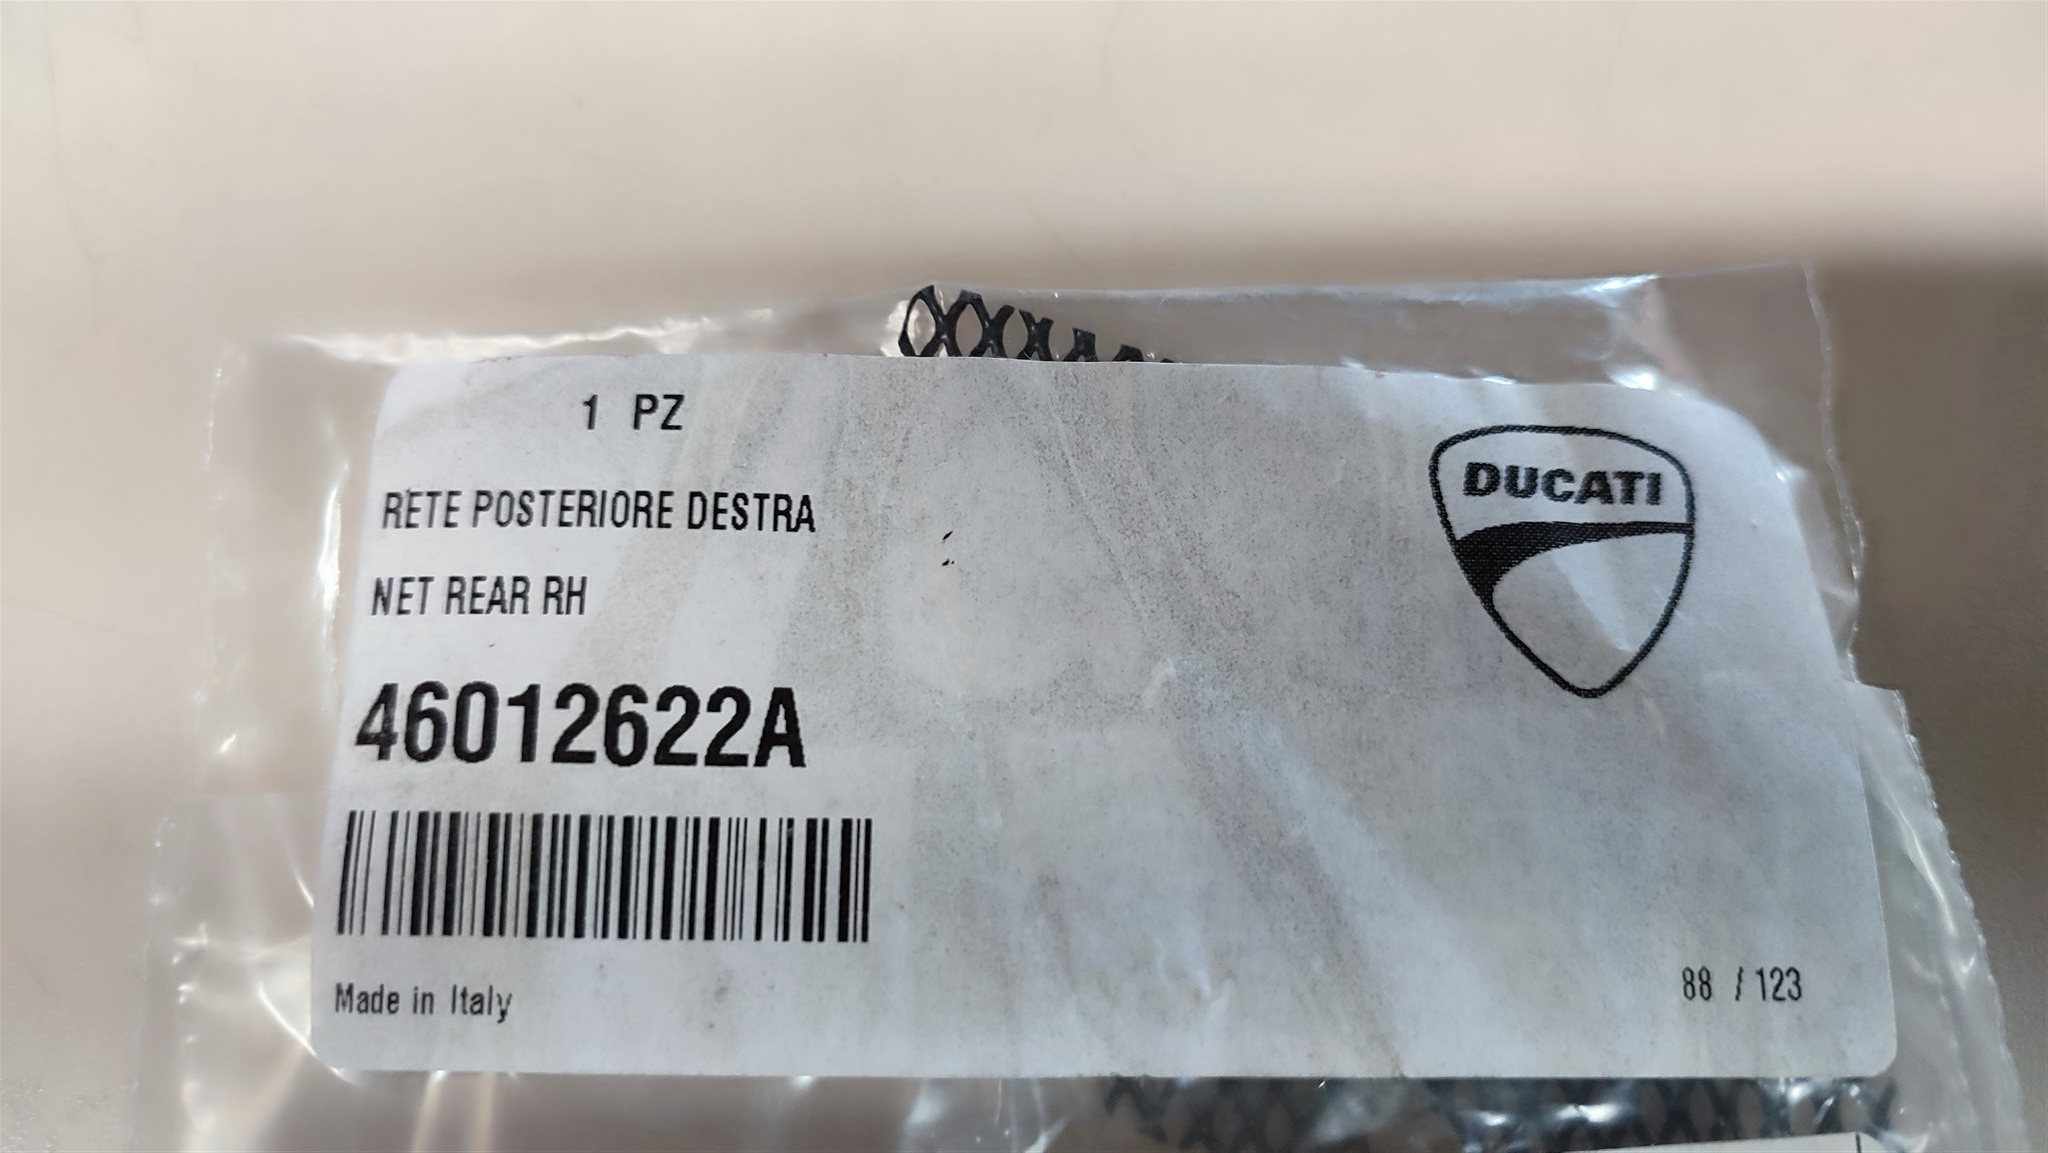 1 PZ
RETE POSTERIORE DESTRA
NET REAR RH
46012622A
Made in Italy
DUCATI
88 / 123